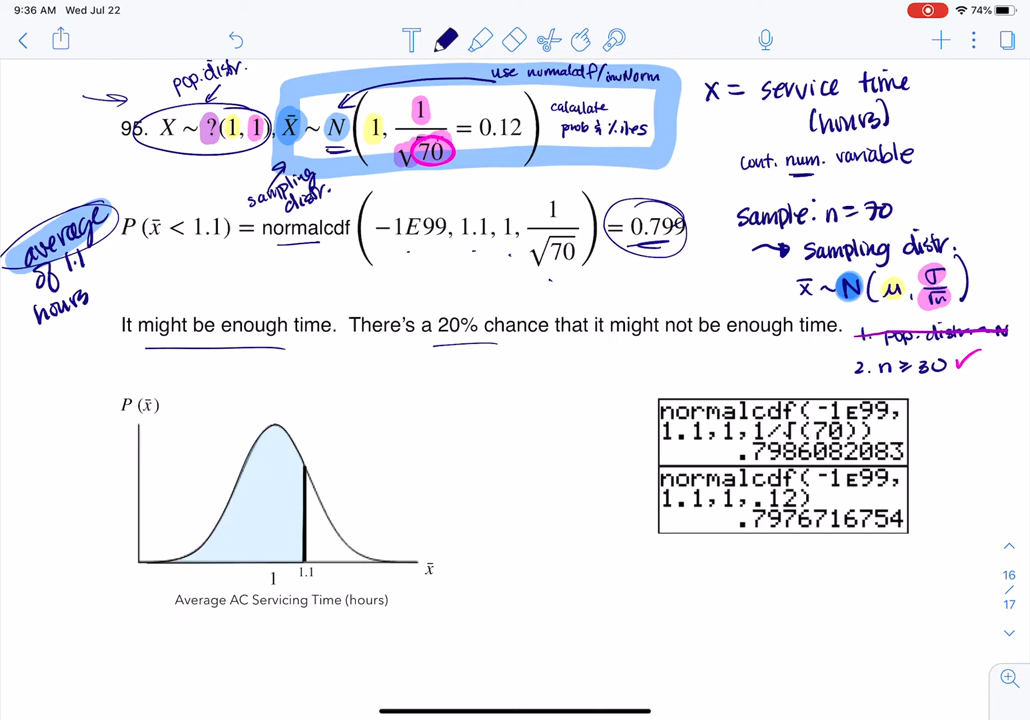 9:36 AM Wed Jul 22
74%
pop. distr.
use normalcdf/invNorm
95. X ~ ?(1, 1), X̄ ~ N(1, 1/√70 = 0.12)
calculate
prob & %iles
sampling
distr.
X = service time
(hours)
cont. num. variable
average
of 1.1
hours
P (x̄ < 1.1) = normalcdf (−1E99, 1.1, 1, 1/√70) = 0.799
sample: n = 70
→ sampling distr.
x̄ ~ N(μ, σ/√n)
It might be enough time. There's a 20% chance that it might not be enough time.
1. pop. distr. ~ N
2. n ≥ 30 ✓
P (x̄)
1
1.1
x̄
Average AC Servicing Time (hours)
normalcdf(-1E99,
1.1,1,1/√(70))
.7986082083
normalcdf(-1E99,
1.1,1,.12)
.7976716754
16
/
17